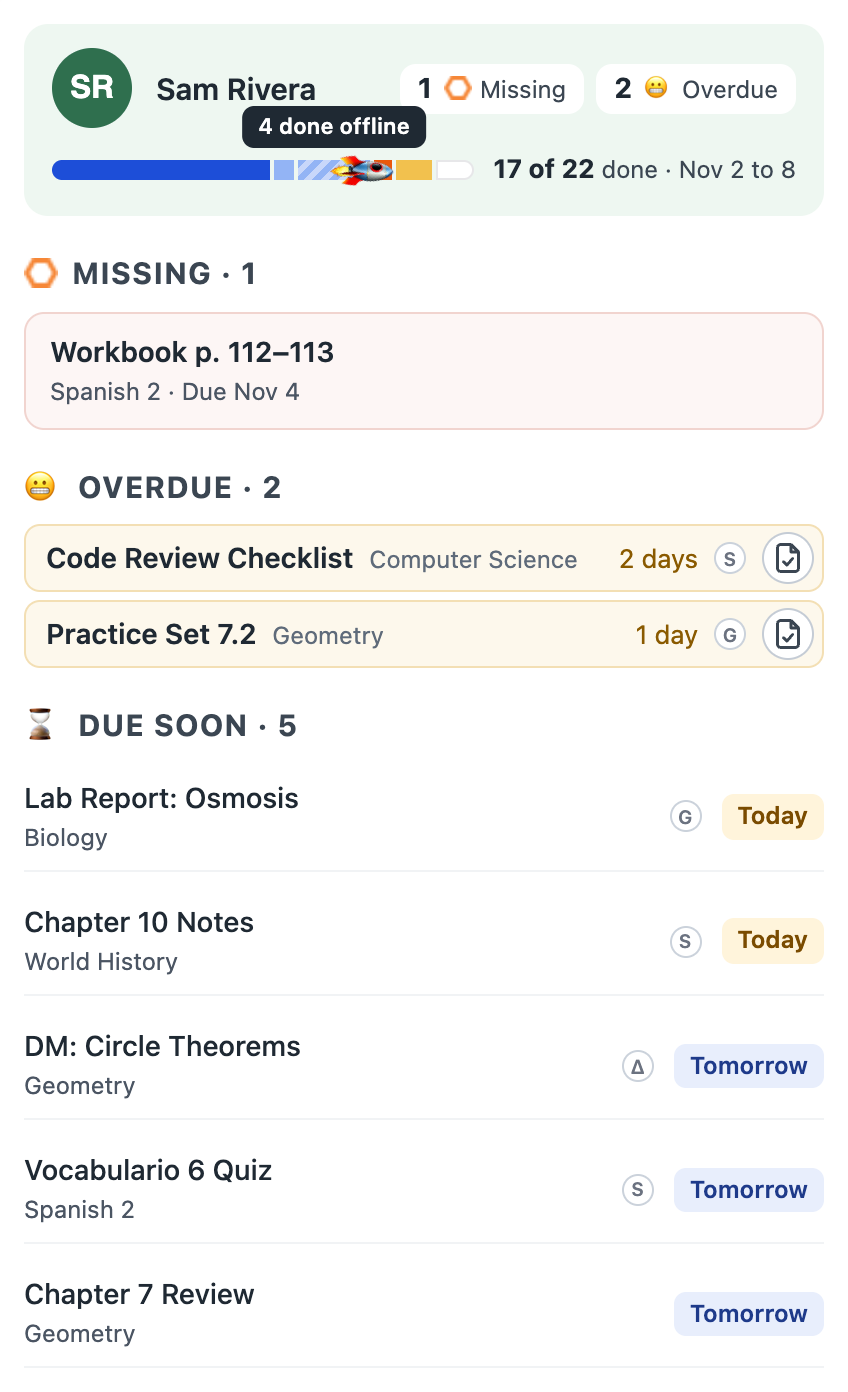 SR
Sam Rivera
1 Missing
2 Overdue
4 done offline
17 of 22 done · Nov 2 to 8
MISSING · 1
Workbook p. 112–113
Spanish 2 · Due Nov 4
OVERDUE · 2
Code Review Checklist Computer Science 2 days S
Practice Set 7.2 Geometry 1 day G
DUE SOON · 5
Lab Report: Osmosis
Biology
G Today
Chapter 10 Notes
World History
S Today
DM: Circle Theorems
Geometry
Δ Tomorrow
Vocabulario 6 Quiz
Spanish 2
S Tomorrow
Chapter 7 Review
Geometry
Tomorrow